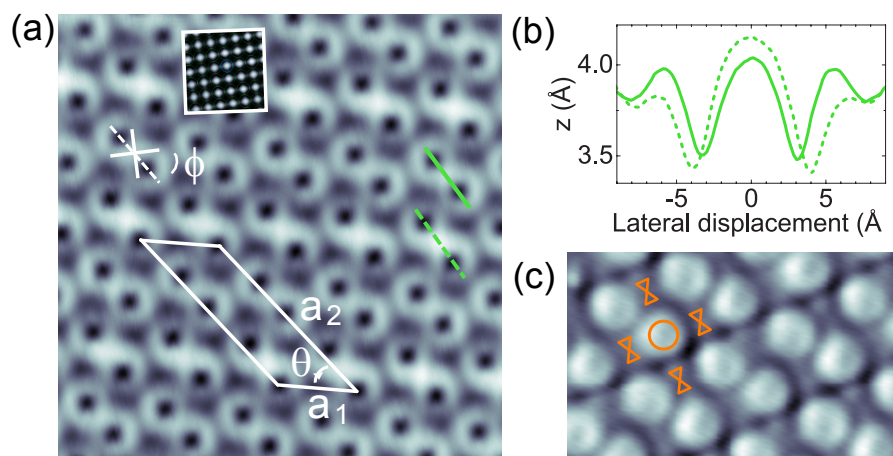 (a)
ϕ
a₂
θ
a₁
(b)
z (Å)
4.0
3.5
-5
0
5
Lateral displacement (Å
(c)